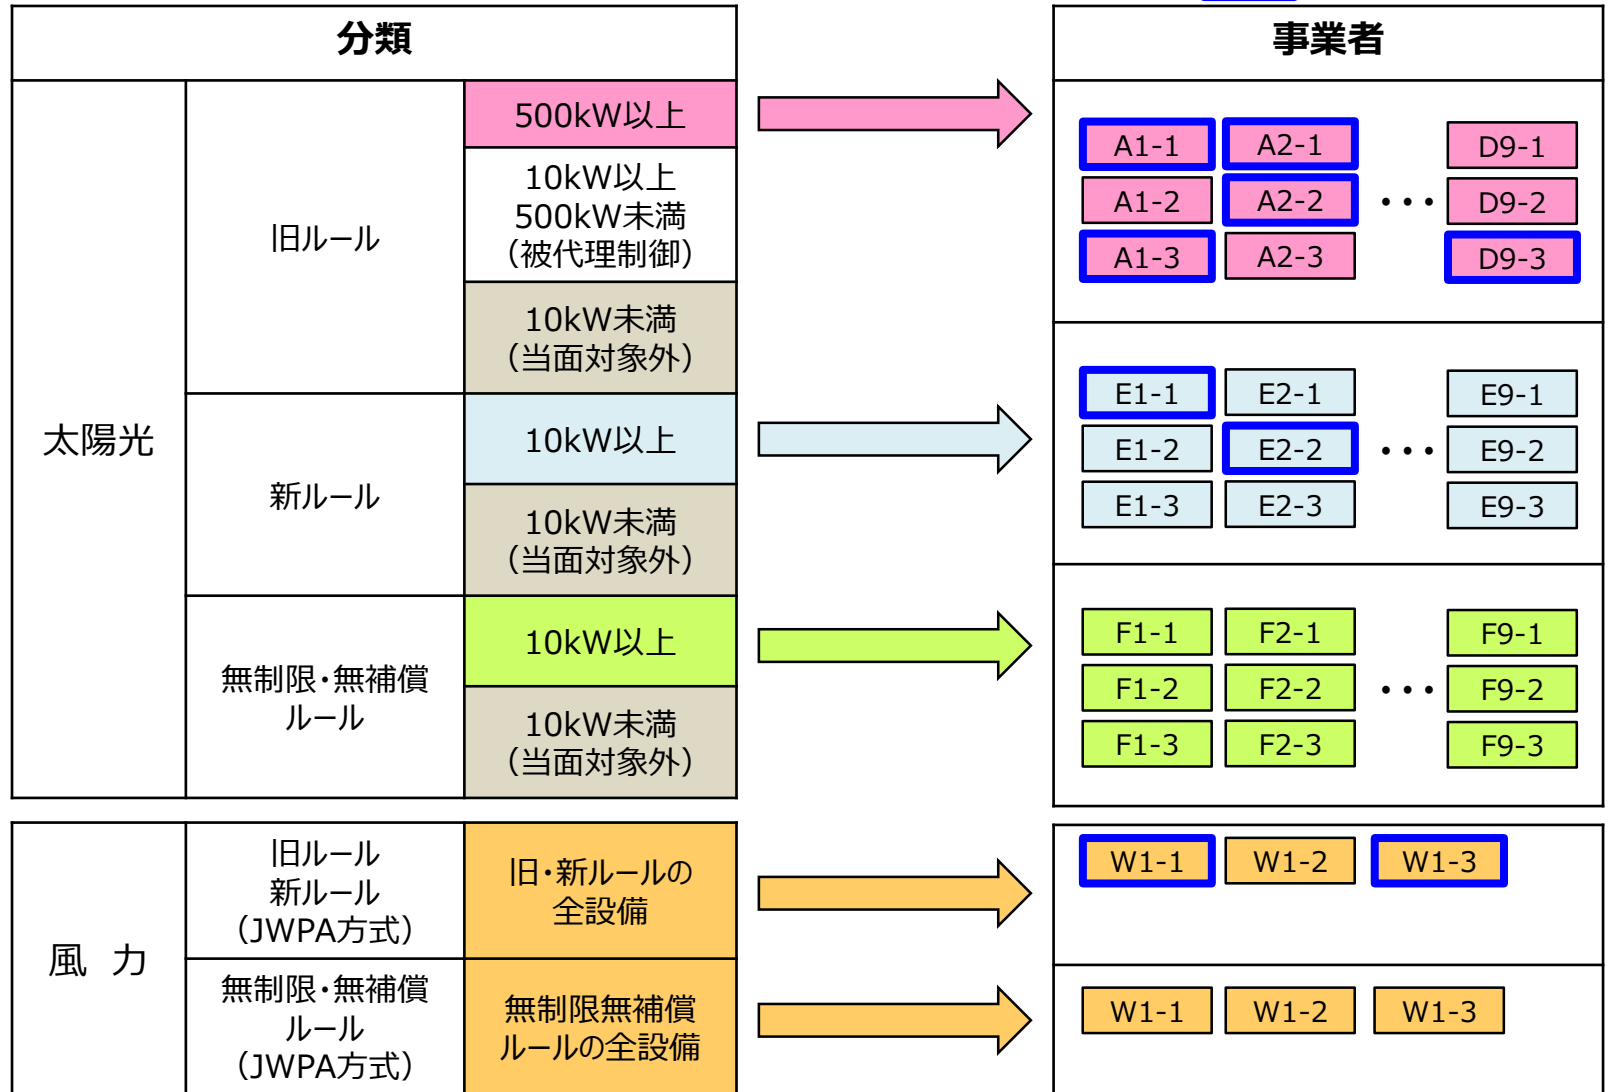 分類
事業者
太陽光
旧ルール
500kW以上
10kW以上
500kW未満
（被代理制御）
10kW未満
（当面対象外）
新ルール
10kW以上
10kW未満
（当面対象外）
無制限・無補償
ルール
10kW以上
10kW未満
（当面対象外）
A1-1 A2-1 D9-1
A1-2 A2-2 ・・・ D9-2
A1-3 A2-3 D9-3
E1-1 E2-1 E9-1
E1-2 E2-2 ・・・ E9-2
E1-3 E2-3 E9-3
F1-1 F2-1 F9-1
F1-2 F2-2 ・・・ F9-2
F1-3 F2-3 F9-3
風 力
旧ルール
新ルール
（JWPA方式）
旧・新ルールの
全設備
W1-1 W1-2 W1-3
無制限・無補償
ルール
（JWPA方式）
無制限無補償
ルールの全設備
W1-1 W1-2 W1-3